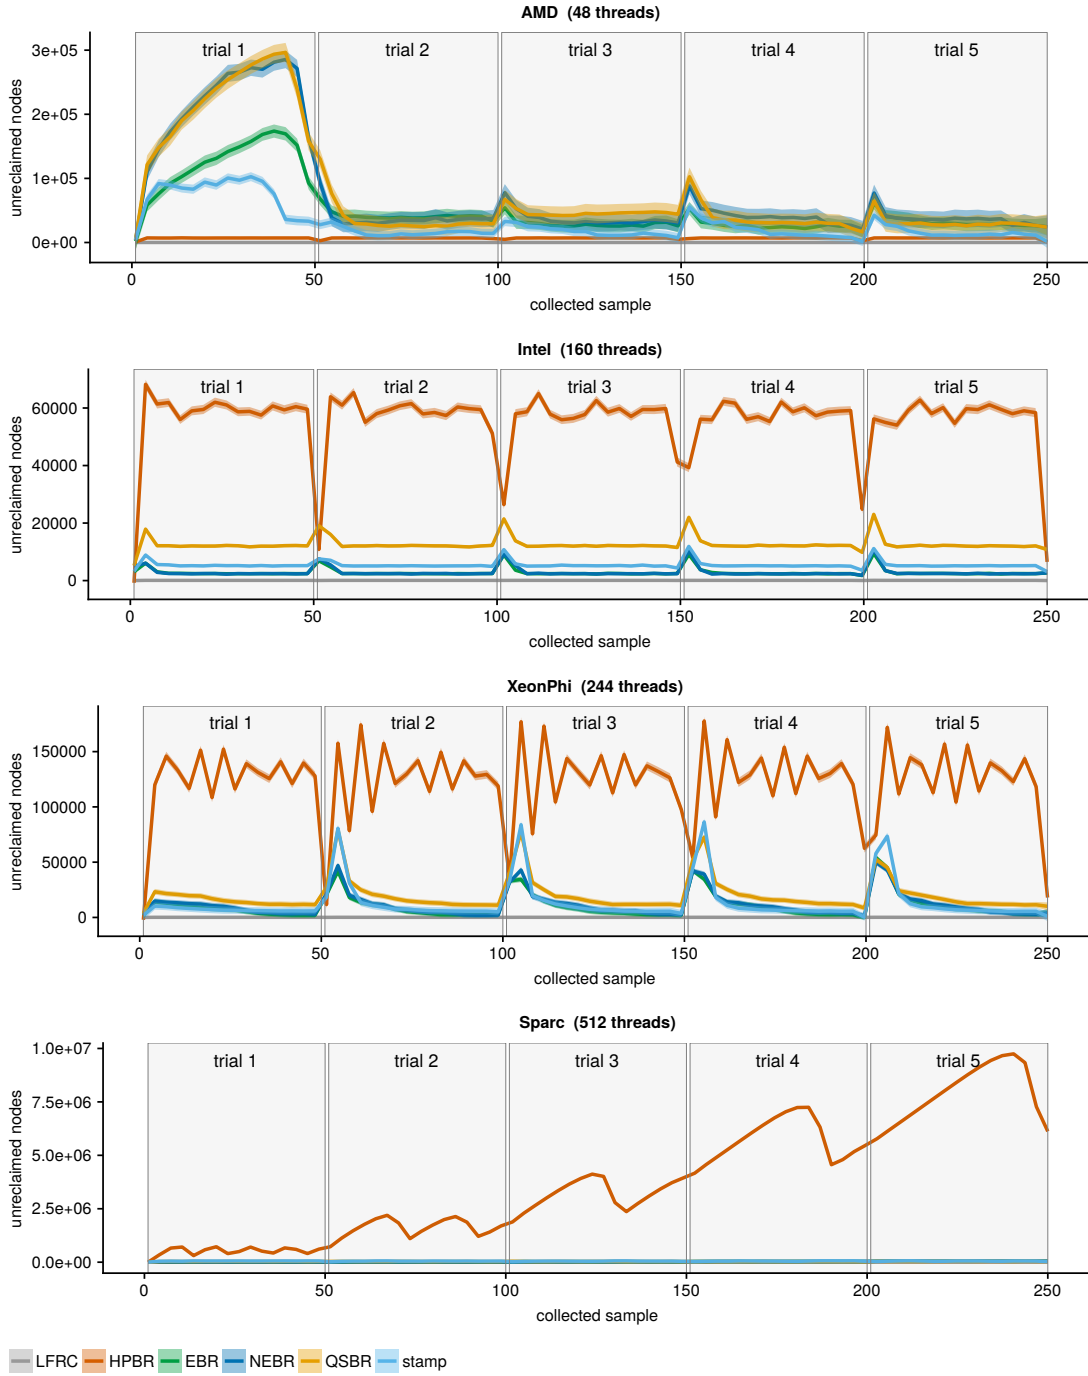 AMD (48 threads)
trial 1 trial 2 trial 3 trial 4 trial 5
3e+05
2e+05
1e+05
0e+00
unreclaimed nodes
0 50 100 150 200 250
collected sample
Intel (160 threads)
trial 1 trial 2 trial 3 trial 4 trial 5
60000
40000
20000
0
unreclaimed nodes
0 50 100 150 200 250
collected sample
XeonPhi (244 threads)
trial 1 trial 2 trial 3 trial 4 trial 5
150000
100000
50000
0
unreclaimed nodes
0 50 100 150 200 250
collected sample
Sparc (512 threads)
trial 1 trial 2 trial 3 trial 4 trial 5
1.0e+07
7.5e+06
5.0e+06
2.5e+06
0.0e+00
unreclaimed nodes
0 50 100 150 200 250
collected sample
LFRC HPBR EBR NEBR QSBR stamp